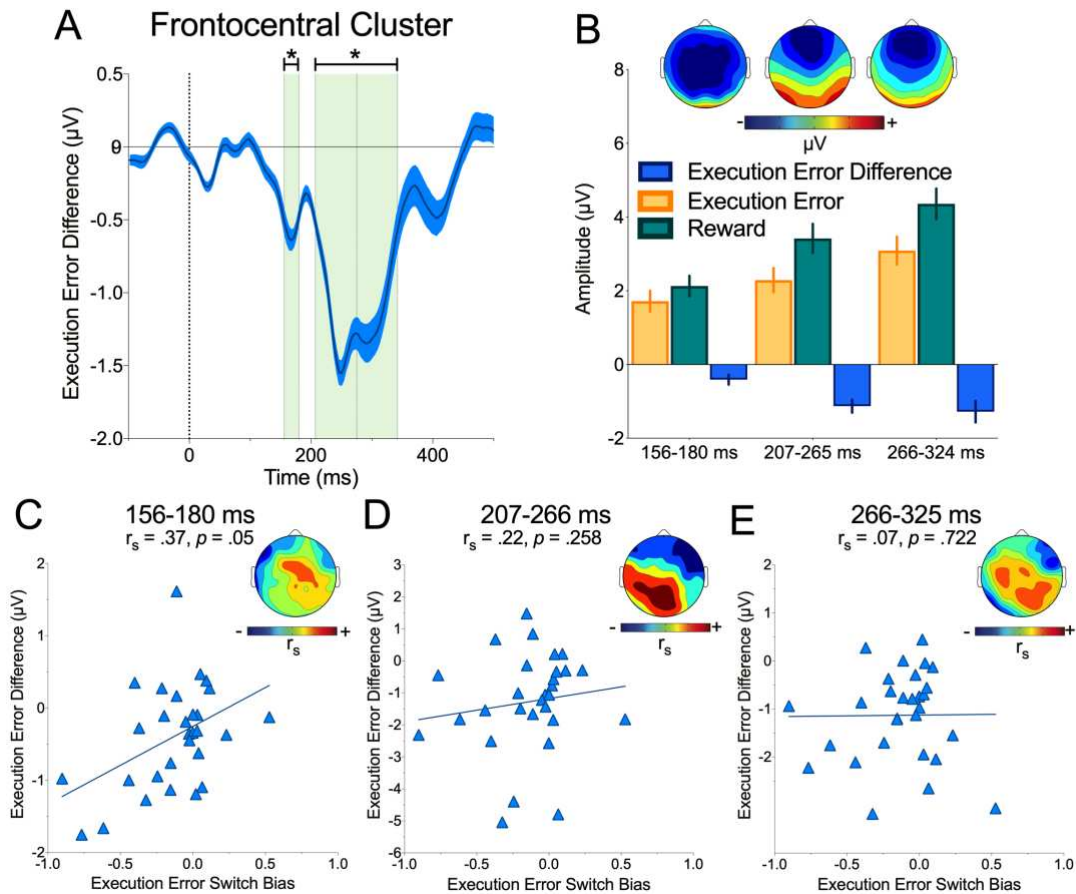 A
Frontocentral Cluster
* *
Execution Error Difference (µV)
0.5
0
-0.5
-1.0
-1.5
-2.0
0 200 400
Time (ms)
B
- +
µV
Execution Error Difference
Execution Error
Reward
Amplitude (µV)
8
6
4
2
0
-2
156-180 ms 207-265 ms 266-324 ms
C
156-180 ms
rs = .37, p = .05
- +
rs
Execution Error Difference (µV)
2
1
0
-1
-2
-1.0 -0.5 0.0 0.5 1.0
Execution Error Switch Bias
D
207-266 ms
rs = .22, p = .258
- +
rs
Execution Error Difference (µV)
3
2
1
0
-1
-2
-3
-4
-5
-6
-1.0 -0.5 0.0 0.5 1.0
Execution Error Switch Bias
E
266-325 ms
rs = .07, p = .722
- +
rs
Execution Error Difference (µV)
2
1
0
-1
-2
-1.0 -0.5 0.0 0.5 1.0
Execution Error Switch Bias